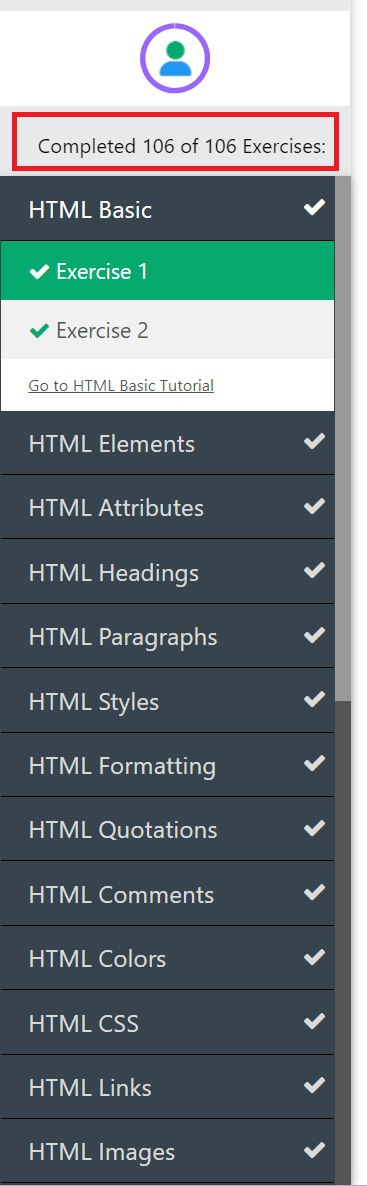 Completed 106 of 106 Exercises:
HTML Basic
Exercise 1
Exercise 2
Go to HTML Basic Tutorial
HTML Elements
HTML Attributes
HTML Headings
HTML Paragraphs
HTML Styles
HTML Formatting
HTML Quotations
HTML Comments
HTML Colors
HTML CSS
HTML Links
HTML Images